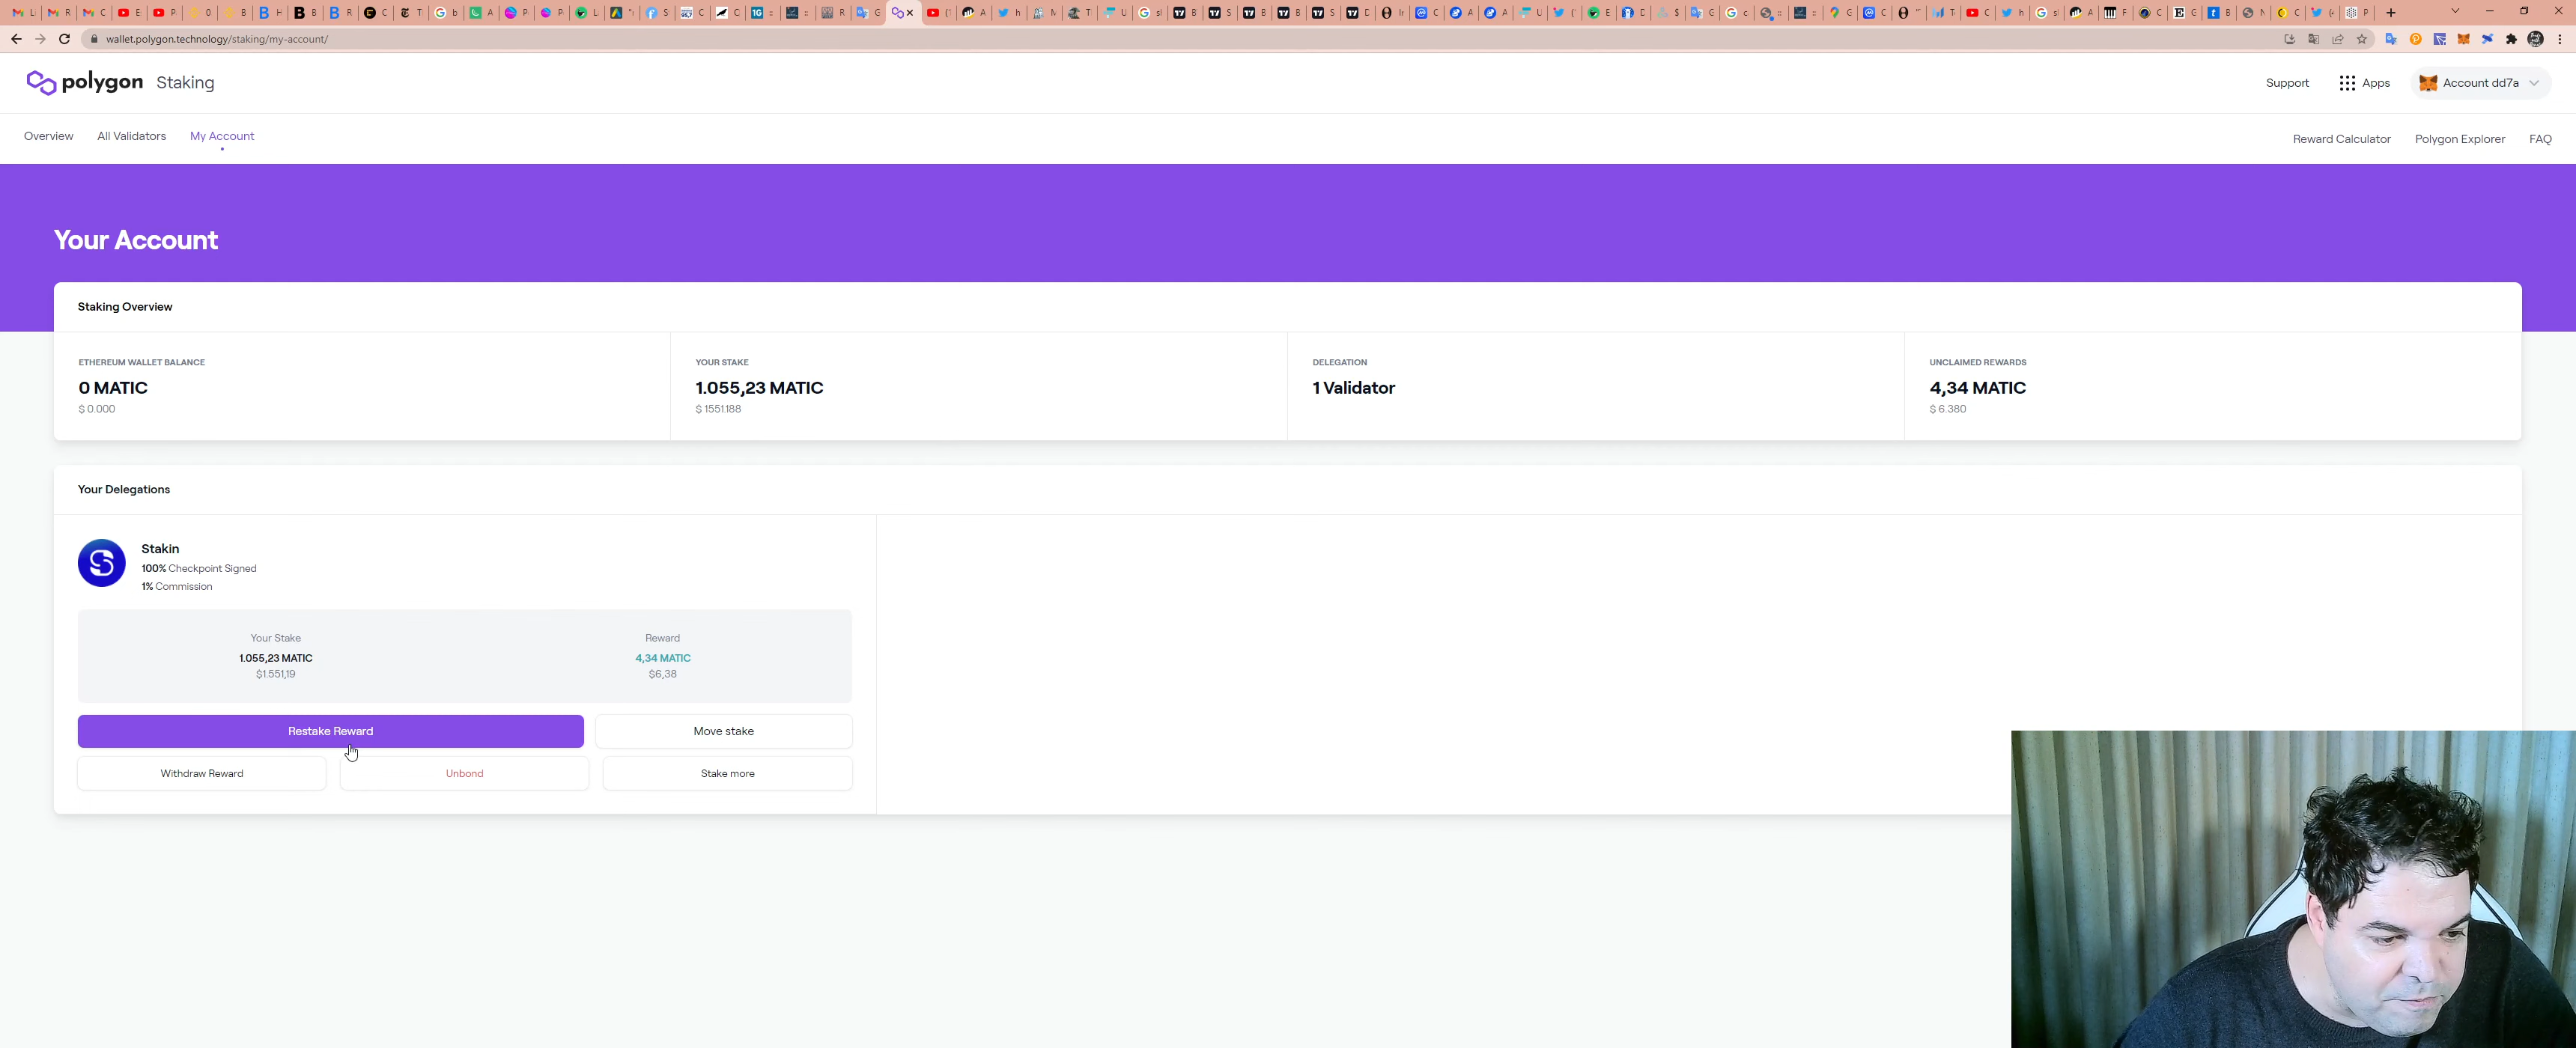 wallet.polygon.technology/staking/my-account/
polygon Staking
Support
Apps
Account dd7a
Overview
All Validators
My Account
Reward Calculator
Polygon Explorer
FAQ
Your Account
Staking Overview
ETHEREUM WALLET BALANCE
0 MATIC
$ 0.000
YOUR STAKE
1.055,23 MATIC
$ 1551.188
DELEGATION
1 Validator
UNCLAIMED REWARDS
4,34 MATIC
$ 6.380
Your Delegations
Stakin
100% Checkpoint Signed
1% Commission
Your Stake
1.055,23 MATIC
$1.551,19
Reward
4,34 MATIC
$6,38
Restake Reward
Move stake
Withdraw Reward
Unbond
Stake more